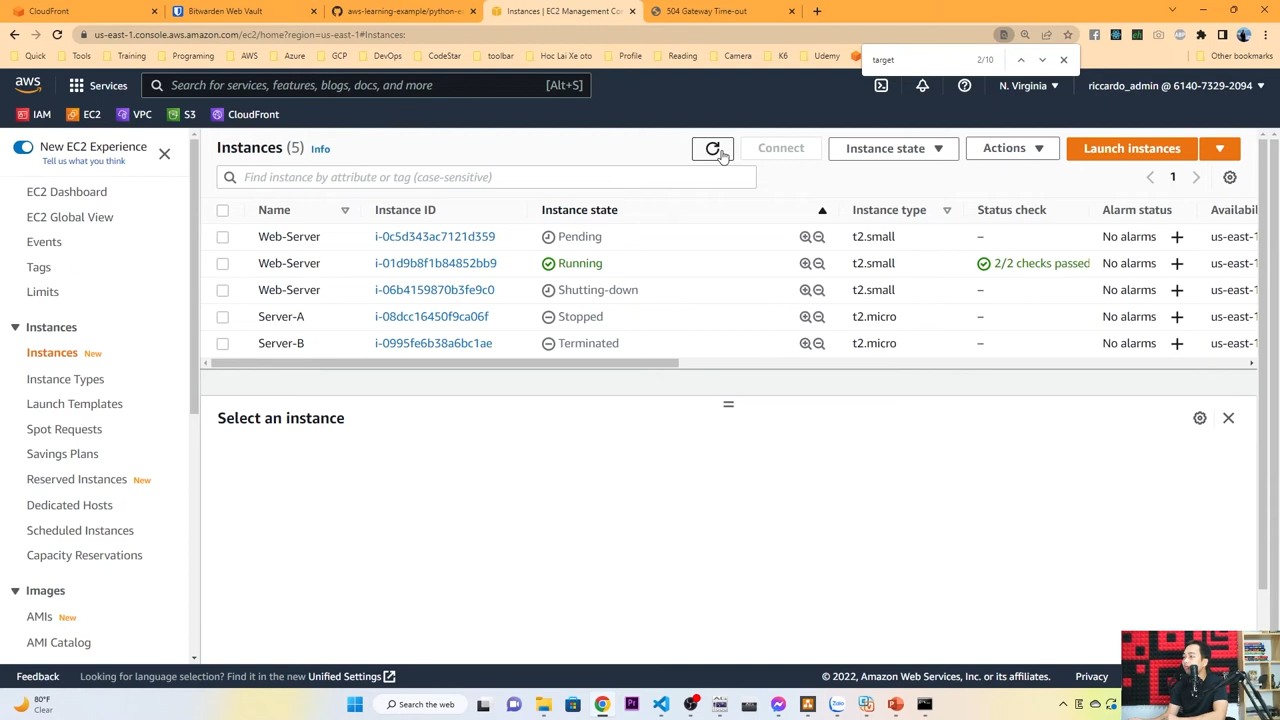 CloudFront
Bitwarden Web Vault
aws-learning-example/python-e
Instances | EC2 Management Co
504 Gateway Time-out
us-east-1.console.aws.amazon.com/ec2/home?region=us-east-1#Instances:
Quick
Tools
Training
Programing
AWS
Azure
GCP
DevOps
CodeStar
toolbar
Hoc Lai Xe oto
Profile
Reading
Camera
K6
Udemy
Other bookmarks
target
2/10
aws
Services
Search for services, features, blogs, docs, and more
[Alt+S]
N. Virginia
riccardo_admin @ 6140-7329-2094
IAM
EC2
VPC
S3
CloudFront
New EC2 Experience
Tell us what you think
EC2 Dashboard
EC2 Global View
Events
Tags
Limits
Instances
Instances New
Instance Types
Launch Templates
Spot Requests
Savings Plans
Reserved Instances New
Dedicated Hosts
Scheduled Instances
Capacity Reservations
Images
AMIs New
AMI Catalog
Instances (5) Info
Connect
Instance state
Actions
Launch instances
Find instance by attribute or tag (case-sensitive)
1
Name Instance ID Instance state Instance type Status check Alarm status Availabil
Web-Server i-0c5d343ac7121d359 Pending t2.small – No alarms + us-east-1
Web-Server i-01d9b8f1b84852bb9 Running t2.small 2/2 checks passed No alarms + us-east-1
Web-Server i-06b4159870b3fe9c0 Shutting-down t2.small – No alarms + us-east-1
Server-A i-08dcc16450f9ca06f Stopped t2.micro – No alarms + us-east-1
Server-B i-0995fe6b38a6bc1ae Terminated t2.micro – No alarms + us-east-1
Select an instance
Feedback
Looking for language selection? Find it in the new Unified Settings
© 2022, Amazon Web Services, Inc. or its affiliates.
Privacy
80°F
Clear
Search the web
Zalo